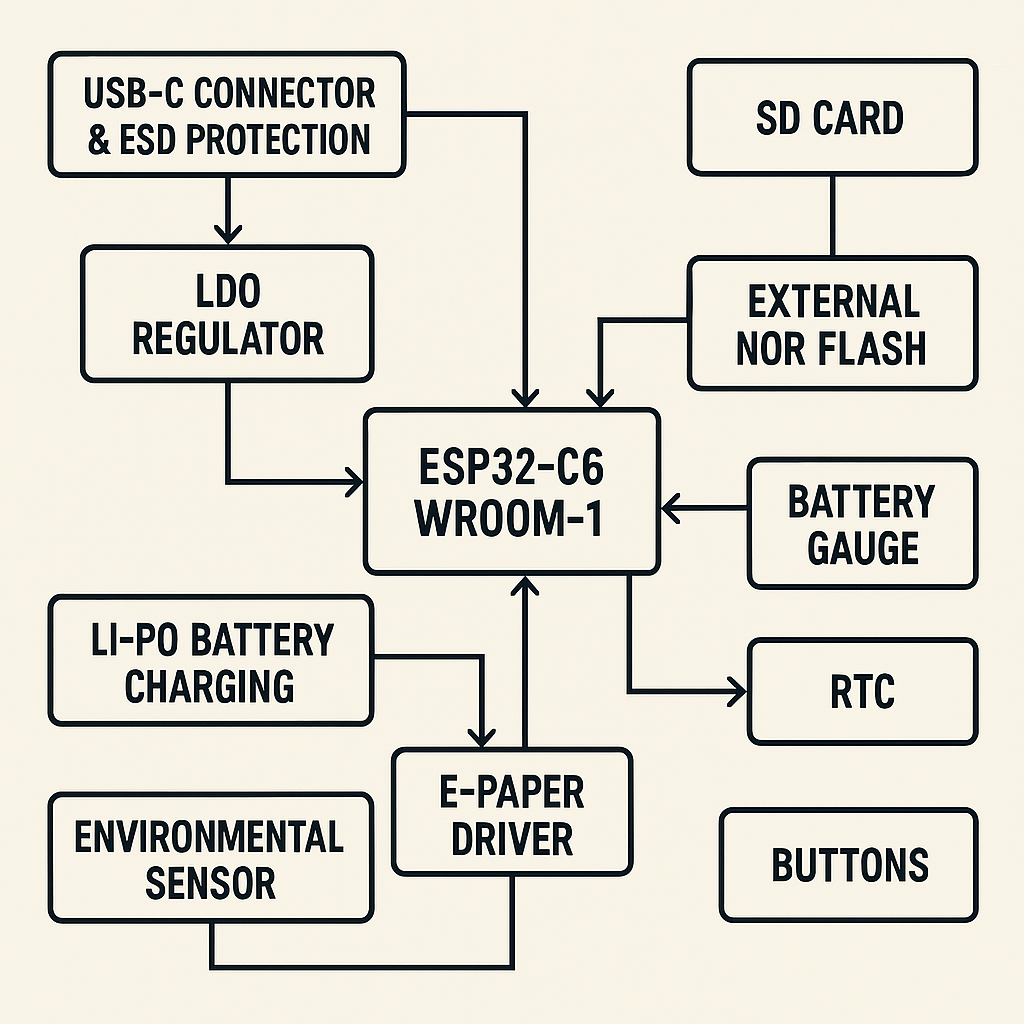 USB-C CONNECTOR
& ESD PROTECTION
SD CARD
LDO
REGULATOR
EXTERNAL
NOR FLASH
ESP32-C6
WROOM-1
BATTERY
GAUGE
LI-PO BATTERY
CHARGING
RTC
E-PAPER
DRIVER
ENVIRONMENTAL
SENSOR
BUTTONS